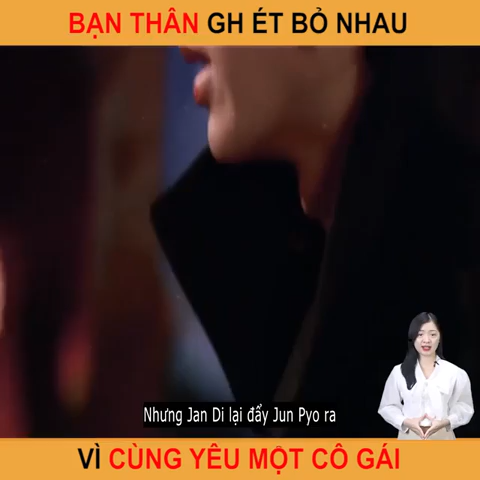 BẠN THÂN GH ÉT BỎ NHAU
Nhưng Jan Di lại đẩy Jun Pyo ra
VÌ CÙNG YÊU MỘT CÔ GÁI